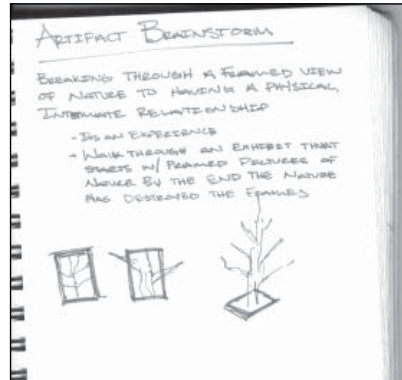 ARTIFACT BRAINSTORM
BREAKING THROUGH A FRAMED VIEW
OF NATURE TO HAVING A PHYSICAL,
INTIMATE RELATIONSHIP
- AS AN EXPERIENCE
- WALK THROUGH AN EXHIBIT THAT
STARTS W/ FRAMED PICTURES OF
NATURE BY THE END THE NATURE
HAS DESTROYED THE FRAMES